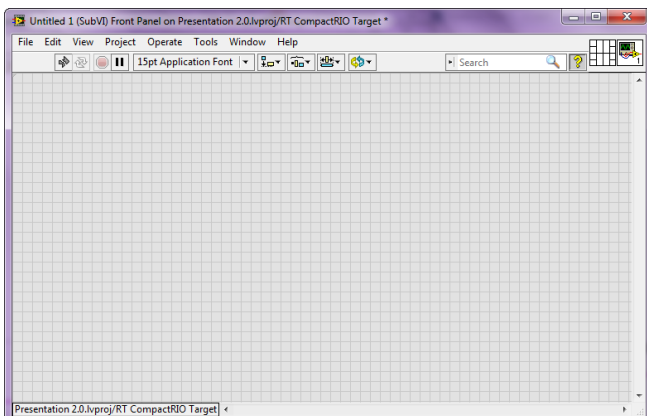 Untitled 1 (SubVI) Front Panel on Presentation 2.0.lvproj/RT CompactRIO Target *
File Edit View Project Operate Tools Window Help
15pt Application Font Search ? 1
Presentation 2.0.lvproj/RT CompactRIO Target